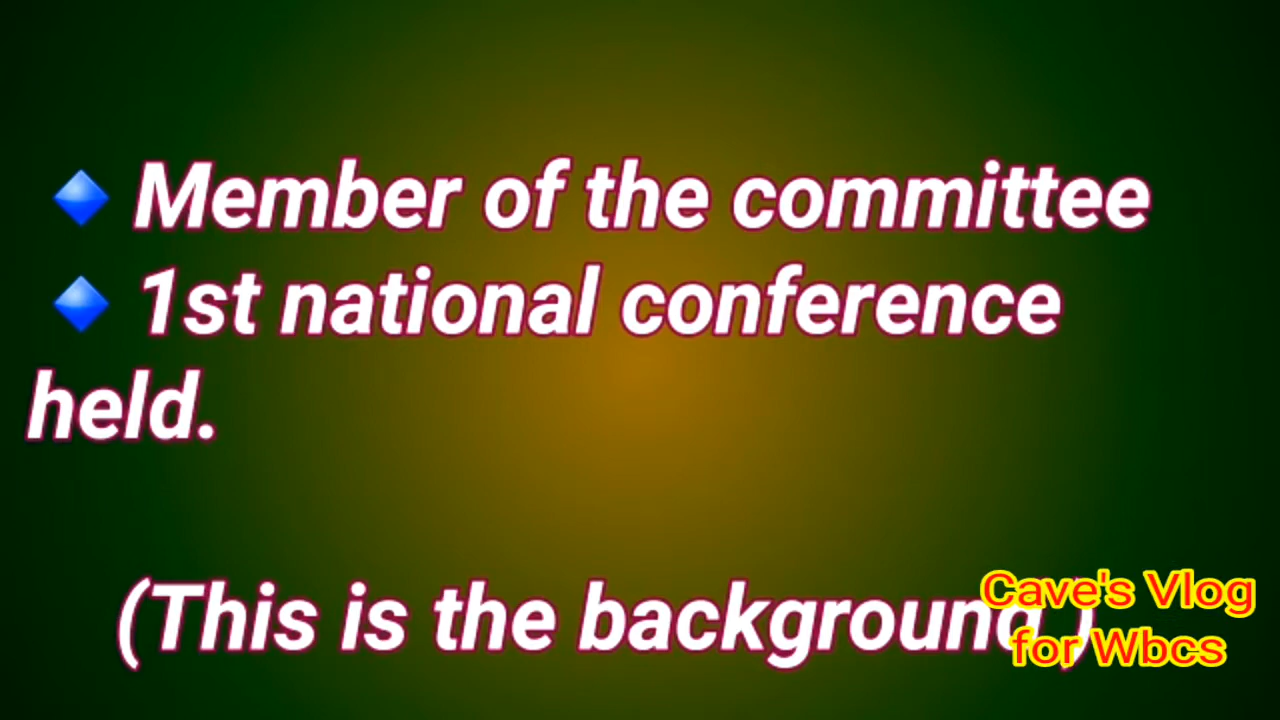 🔹 Member of the committee
🔹 1st national conference
held.
(This is the background )
Cave's Vlog
for Wbcs